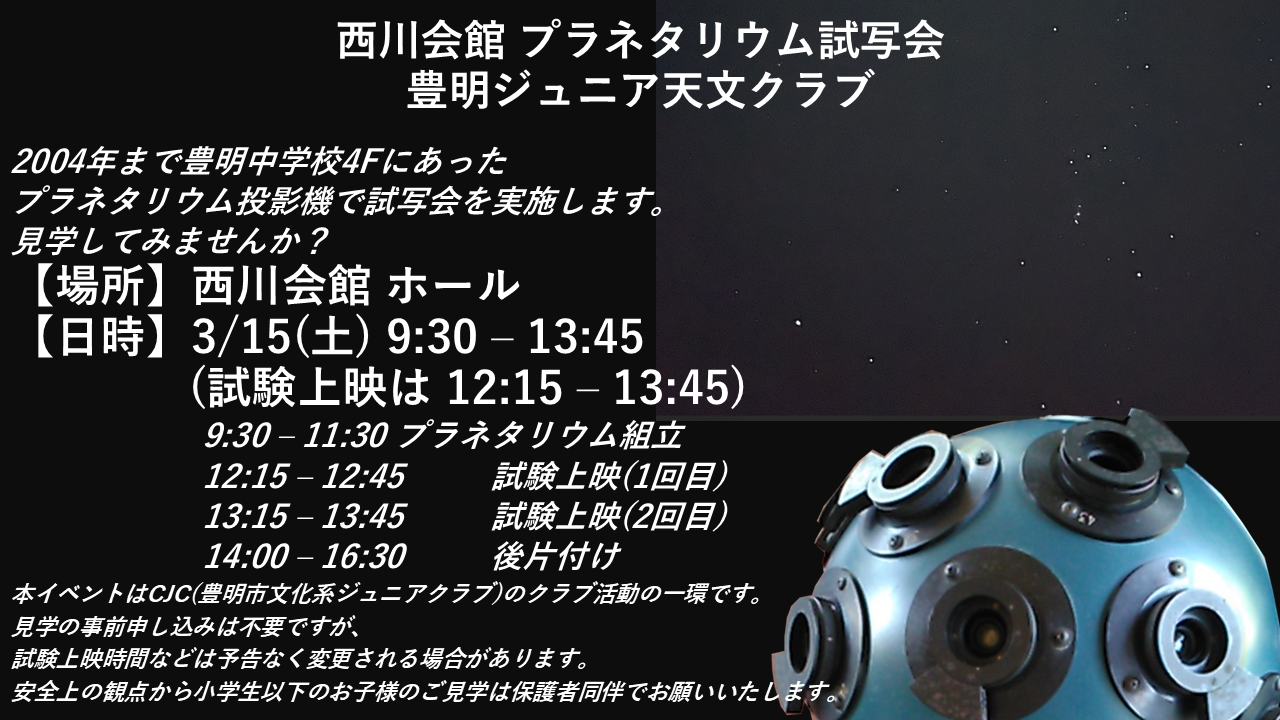 西川会館 プラネタリウム試写会
豊明ジュニア天文クラブ
2004年まで豊明中学校4Fにあった
プラネタリウム投影機で試写会を実施します。
見学してみませんか？
【場所】西川会館 ホール
【日時】3/15(土) 9:30 – 13:45
(試験上映は 12:15 – 13:45)
9:30 – 11:30 プラネタリウム組立
12:15 – 12:45 試験上映(1回目)
13:15 – 13:45 試験上映(2回目)
14:00 – 16:30 後片付け
本イベントはCJC(豊明市文化系ジュニアクラブ)のクラブ活動の一環です。
見学の事前申し込みは不要ですが、
試験上映時間などは予告なく変更される場合があります。
安全上の観点から小学生以下のお子様のご見学は保護者同伴でお願いいたします。